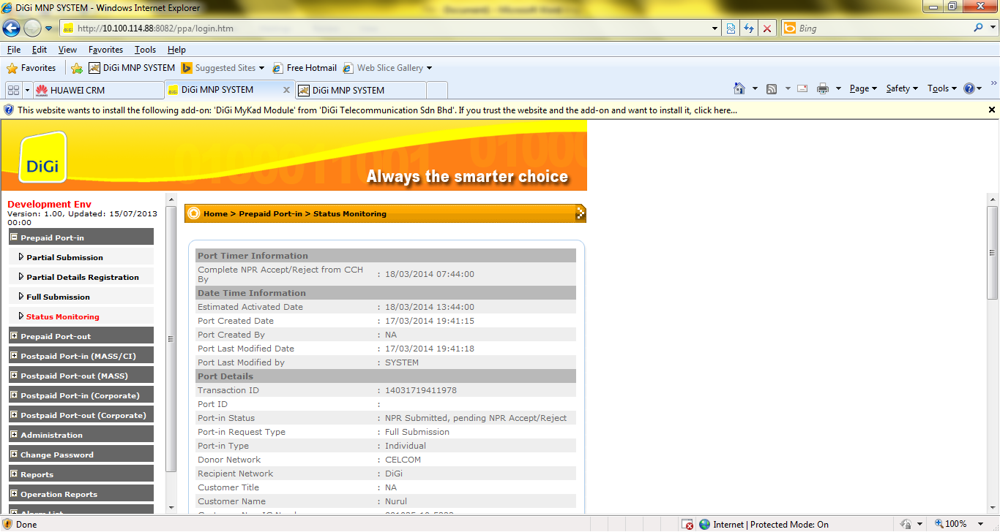 DiGi MNP SYSTEM - Windows Internet Explorer
http://10.100.114.88:8082/ppa/login.htm
Bing
File Edit View Favorites Tools Help
Favorites DiGi MNP SYSTEM Suggested Sites Free Hotmail Web Slice Gallery
HUAWEI CRM DiGi MNP SYSTEM DiGi MNP SYSTEM Page Safety Tools
This website wants to install the following add-on: 'DiGi MyKad Module' from 'DiGi Telecommunication Sdn Bhd'. If you trust the website and the add-on and want to install it, click here...
DiGi
Always the smarter choice
Development Env
Version: 1.00, Updated: 15/07/2013
00:00
Prepaid Port-in
Partial Submission
Partial Details Registration
Full Submission
Status Monitoring
Prepaid Port-out
Postpaid Port-in (MASS/CI)
Postpaid Port-out (MASS)
Postpaid Port-in (Corporate)
Postpaid Port-out (Corporate)
Administration
Change Password
Reports
Operation Reports
Alarm List
Home > Prepaid Port-in > Status Monitoring
Port Timer Information
Complete NPR Accept/Reject from CCH
By : 18/03/2014 07:44:00
Date Time Information
Estimated Activated Date : 18/03/2014 13:44:00
Port Created Date : 17/03/2014 19:41:15
Port Created By : NA
Port Last Modified Date : 17/03/2014 19:41:18
Port Last Modified by : SYSTEM
Port Details
Transaction ID : 14031719411978
Port ID :
Port-in Status : NPR Submitted, pending NPR Accept/Reject
Port-in Request Type : Full Submission
Port-in Type : Individual
Donor Network : CELCOM
Recipient Network : DiGi
Customer Title : NA
Customer Name : Nurul
Done Internet | Protected Mode: On 100%